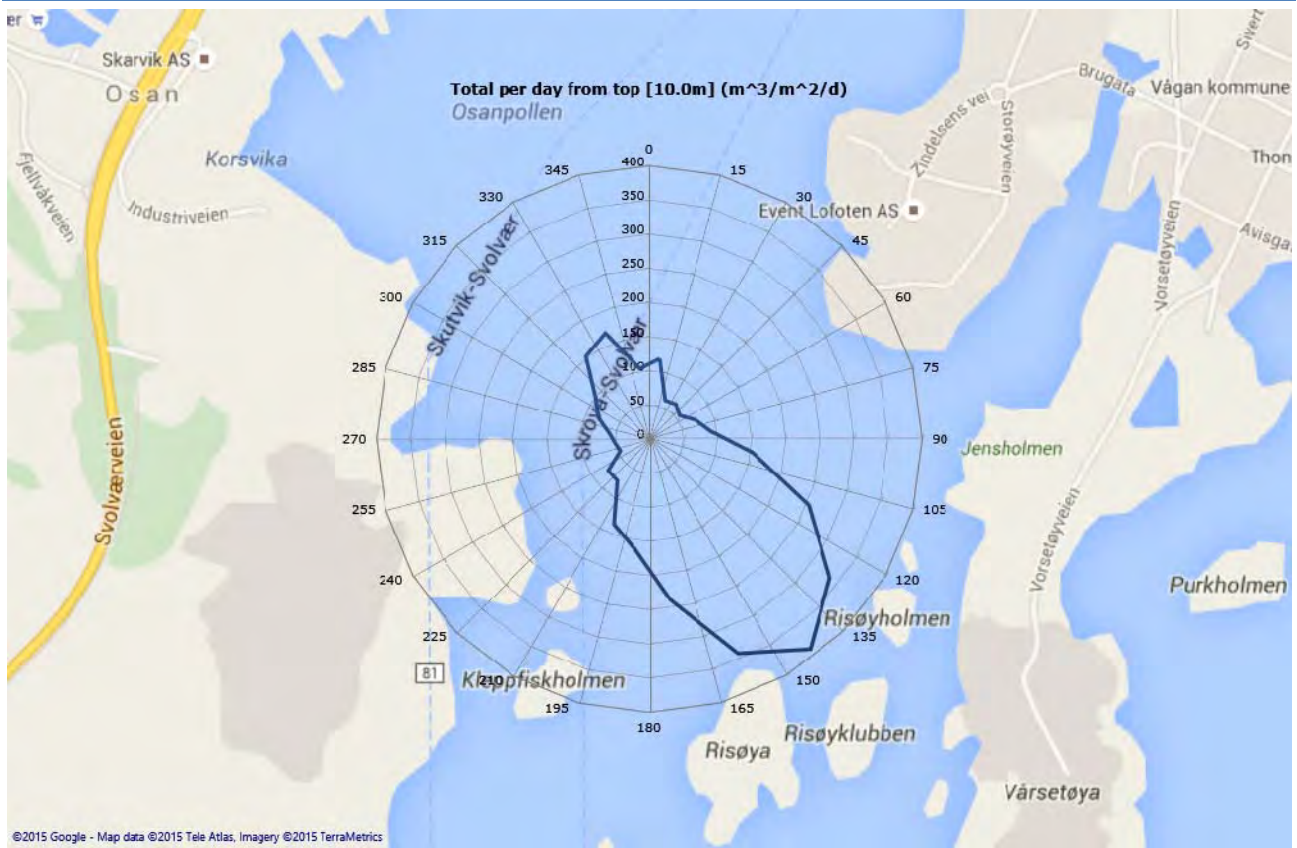 er
Skarvik AS
Osan
Sivert
Brugata
Vågan kommune
Total per day from top [10.0m] (m^3/m^2/d)
Osanpollen
Zindelsens vei
Storøyveien
Korsvika
Fjellvåkveien
Industriveien
Thon
Event Lofoten AS
Avisga
Vorsetøyveien
0
15
30
45
60
75
90
105
120
135
150
165
180
195
210
225
240
255
270
285
300
315
330
345
400
350
300
250
200
150
100
50
0
Skutvik-Svolvær
Skrova-Svolvær
Svolværveien
Jensholmen
Vorsetøyveien
Purkholmen
Risøyholmen
81
Kleppfiskholmen
Risøya
Risøyklubben
Vårsetøya
©2015 Google - Map data ©2015 Tele Atlas, Imagery ©2015 TerraMetrics